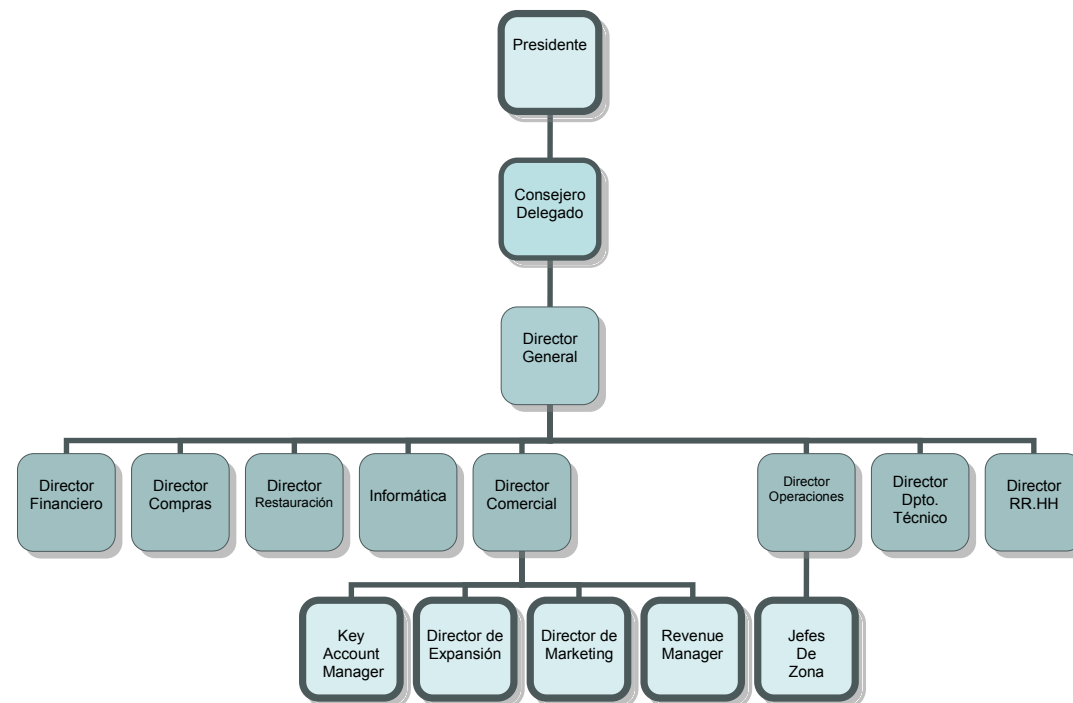 Presidente
Consejero
Delegado
Director
General
Director
Financiero
Director
Compras
Director
Restauración
Informática
Director
Comercial
Director
Operaciones
Director
Dpto.
Técnico
Director
RR.HH
Key
Account
Manager
Director de
Expansión
Director de
Marketing
Revenue
Manager
Jefes
De
Zona